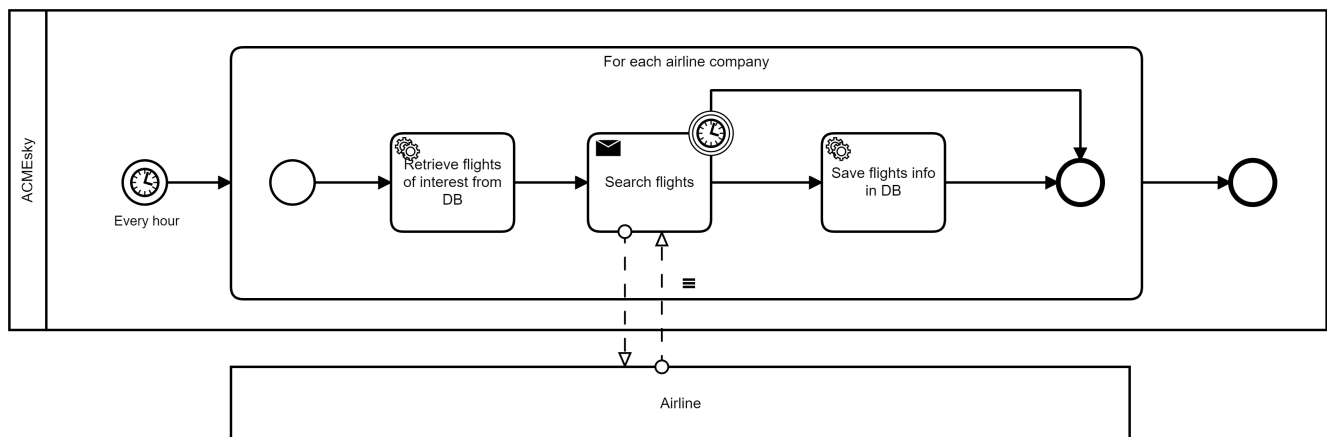 ACMEsky
For each airline company
Every hour
Retrieve flights
of interest from
DB
Search flights
Save flights info
in DB
Airline